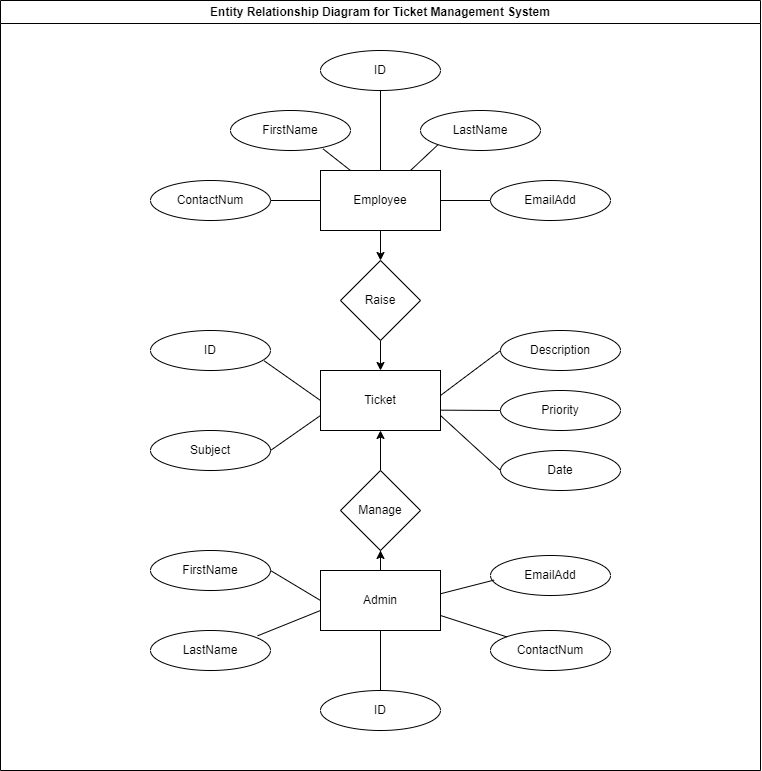 Entity Relationship Diagram for Ticket Management System
ID
FirstName
LastName
ContactNum
Employee
EmailAdd
Raise
ID
Description
Ticket
Priority
Subject
Date
Manage
FirstName
EmailAdd
Admin
LastName
ContactNum
ID